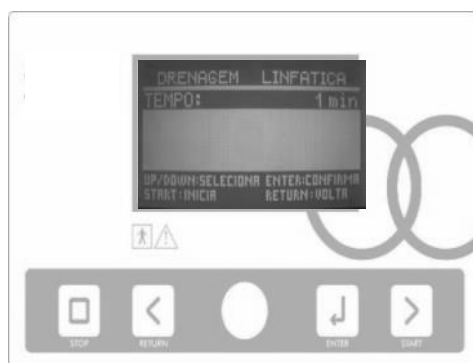 DRENAGEM LINFATICA
TEMPO: 1 min
UP/DOWN:SELECIONA ENTER:CONFIRMA
START:INICIA RETURN:VOLTA
STOP
RETURN
ENTER
START